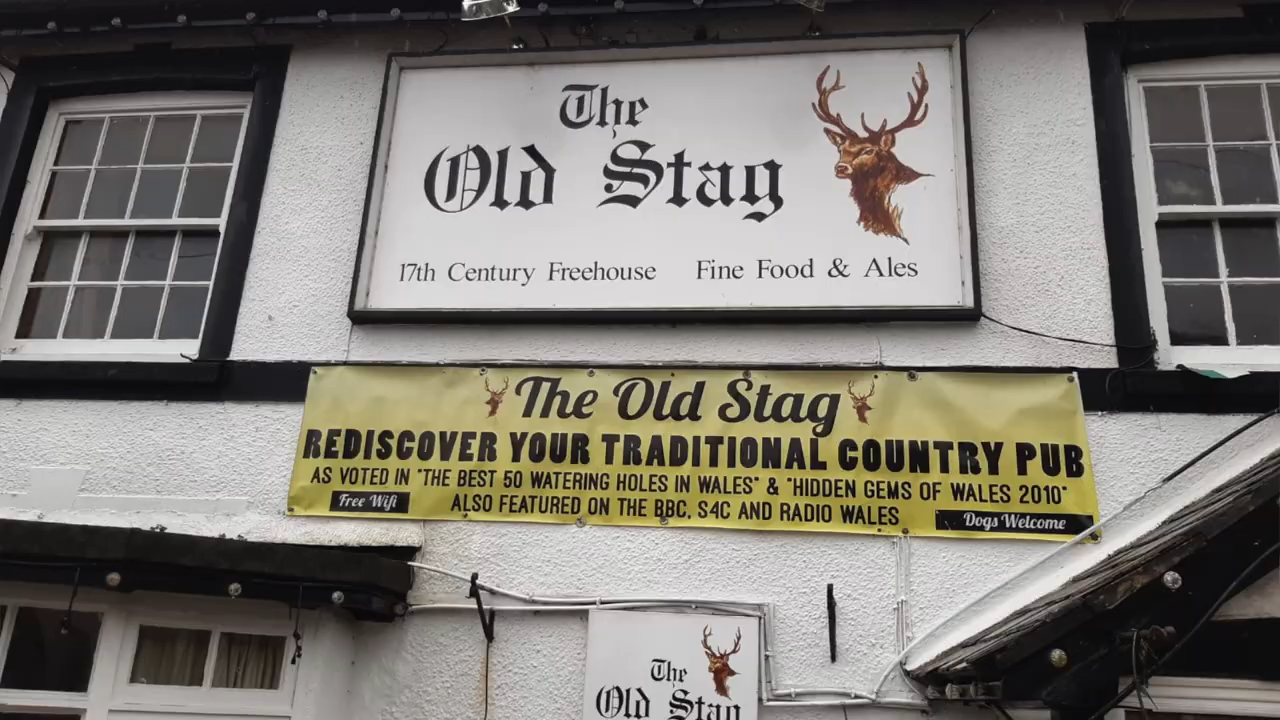 The
Old Stag
17th Century Freehouse Fine Food & Ales
The Old Stag
REDISCOVER YOUR TRADITIONAL COUNTRY PUB
AS VOTED IN "THE BEST 50 WATERING HOLES IN WALES" & "HIDDEN GEMS OF WALES 2010"
Free Wifi ALSO FEATURED ON THE BBC, S4C AND RADIO WALES Dogs Welcome
The
Old Stag